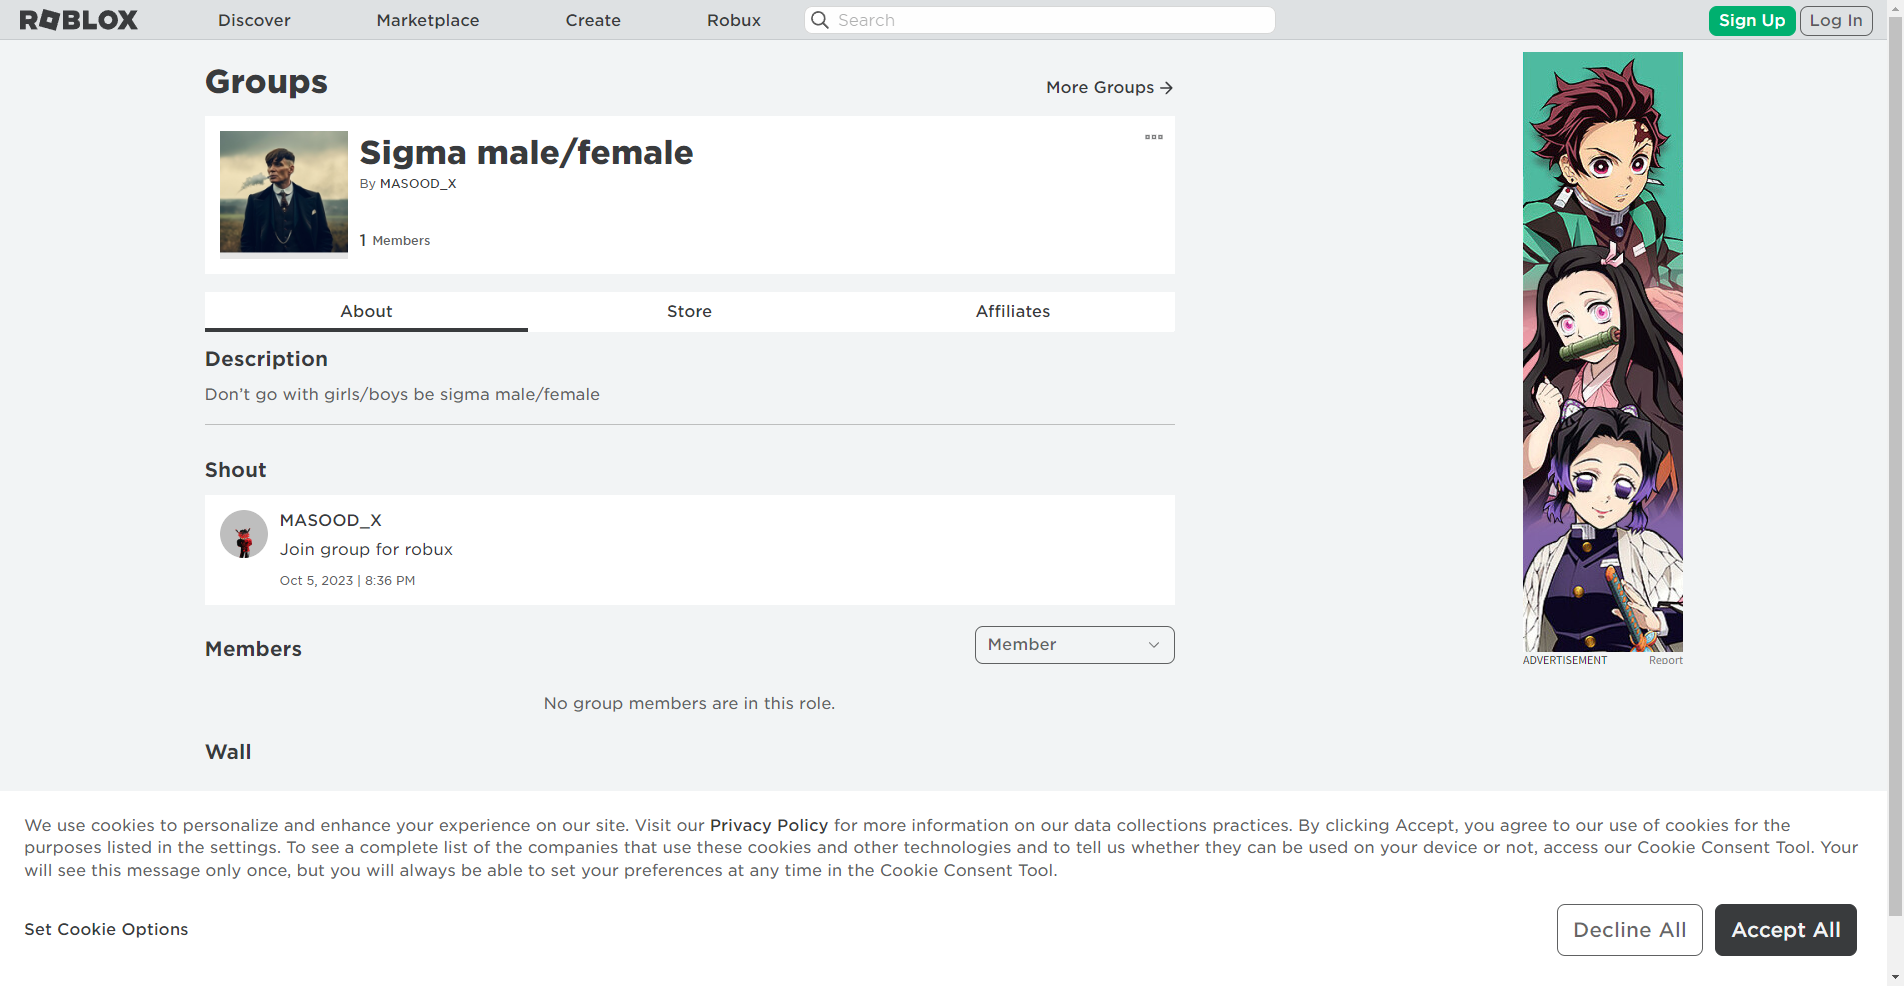 ROBLOX
Discover
Marketplace
Create
Robux
Search
Sign Up
Log In
Groups
More Groups →
Sigma male/female
By MASOOD_X
1 Members
About
Store
Affiliates
Description
Don’t go with girls/boys be sigma male/female
Shout
MASOOD_X
Join group for robux
Oct 5, 2023 | 8:36 PM
Members
Member
No group members are in this role.
Wall
ADVERTISEMENT
Report
We use cookies to personalize and enhance your experience on our site. Visit our Privacy Policy for more information on our data collections practices. By clicking Accept, you agree to our use of cookies for the
purposes listed in the settings. To see a complete list of the companies that use these cookies and other technologies and to tell us whether they can be used on your device or not, access our Cookie Consent Tool. Your
will see this message only once, but you will always be able to set your preferences at any time in the Cookie Consent Tool.
Set Cookie Options
Decline All
Accept All